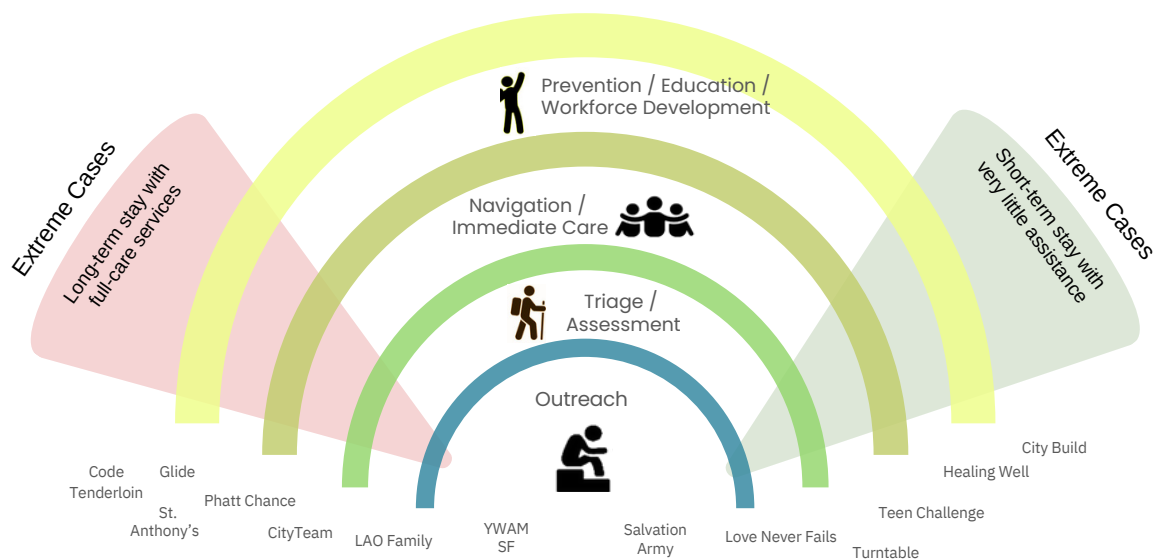 Prevention / Education /
Workforce Development
Extreme Cases
Long-term stay with
full-care services
Extreme Cases
Short-term stay with
very little assistance
Navigation /
Immediate Care
Triage /
Assessment
Outreach
Code
Tenderloin
Glide
St.
Anthony’s
Phatt Chance
CityTeam
LAO Family
YWAM
SF
Salvation
Army
Love Never Fails
Turntable
Teen Challenge
Healing Well
City Build